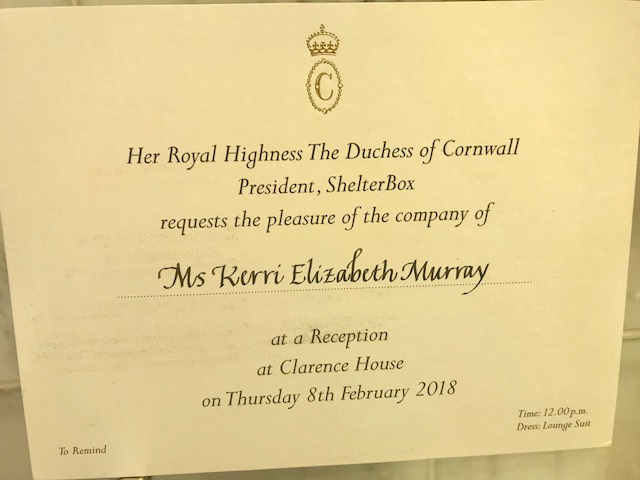 C
Her Royal Highness The Duchess of Cornwall
President, ShelterBox
requests the pleasure of the company of
Ms Kerri Elizabeth Murray
at a Reception
at Clarence House
on Thursday 8th February 2018
Time: 12.00 p.m.
Dress: Lounge Suit
To Remind